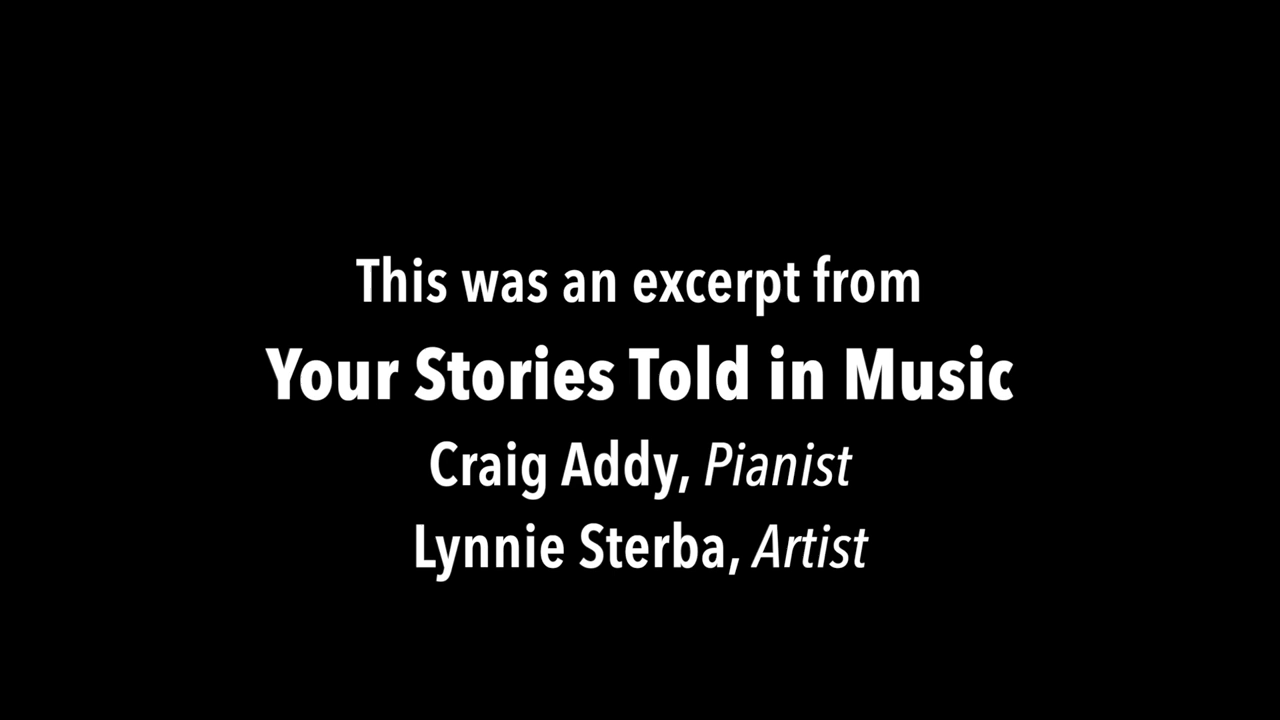 This was an excerpt from
Your Stories Told in Music
Craig Addy, Pianist
Lynnie Sterba, Artist